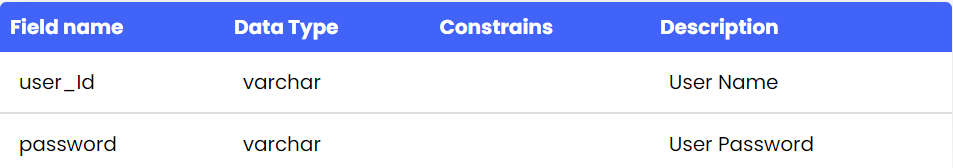 Field name Data Type Constrains Description
user_Id varchar User Name
password varchar User Password